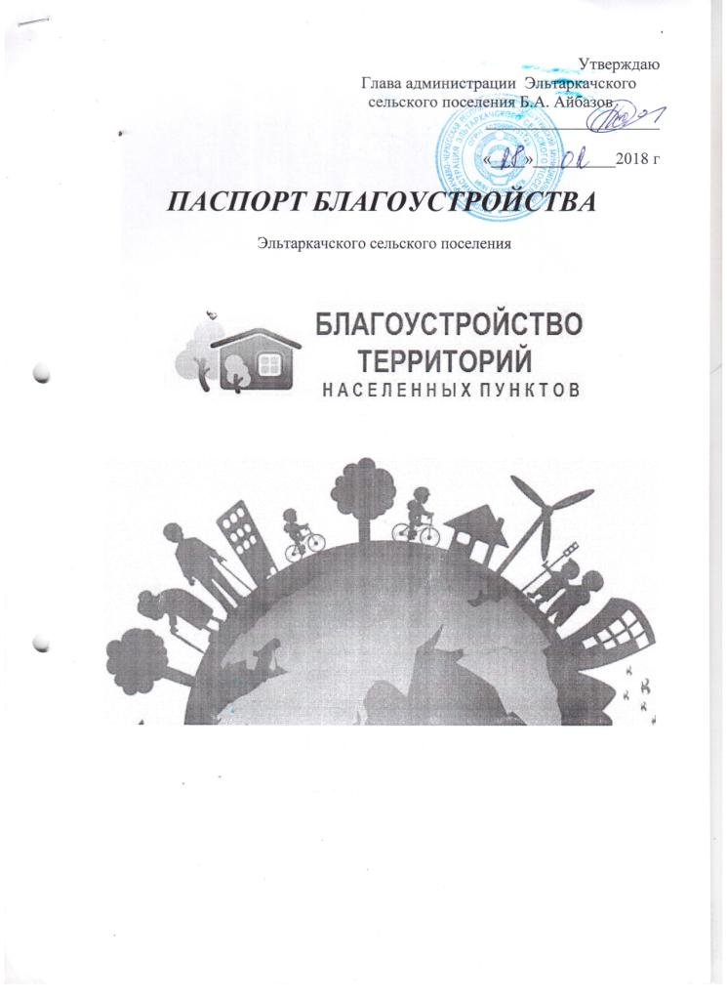 Утверждаю
Глава администрации Эльтаркачского
сельского поселения Б.А. Айбазов
« 28 » 02 2018 г
ПАСПОРТ БЛАГОУСТРОЙСТВА
Эльтаркачского сельского поселения
БЛАГОУСТРОЙСТВО
ТЕРРИТОРИЙ
НАСЕЛЕННЫХ ПУНКТОВ